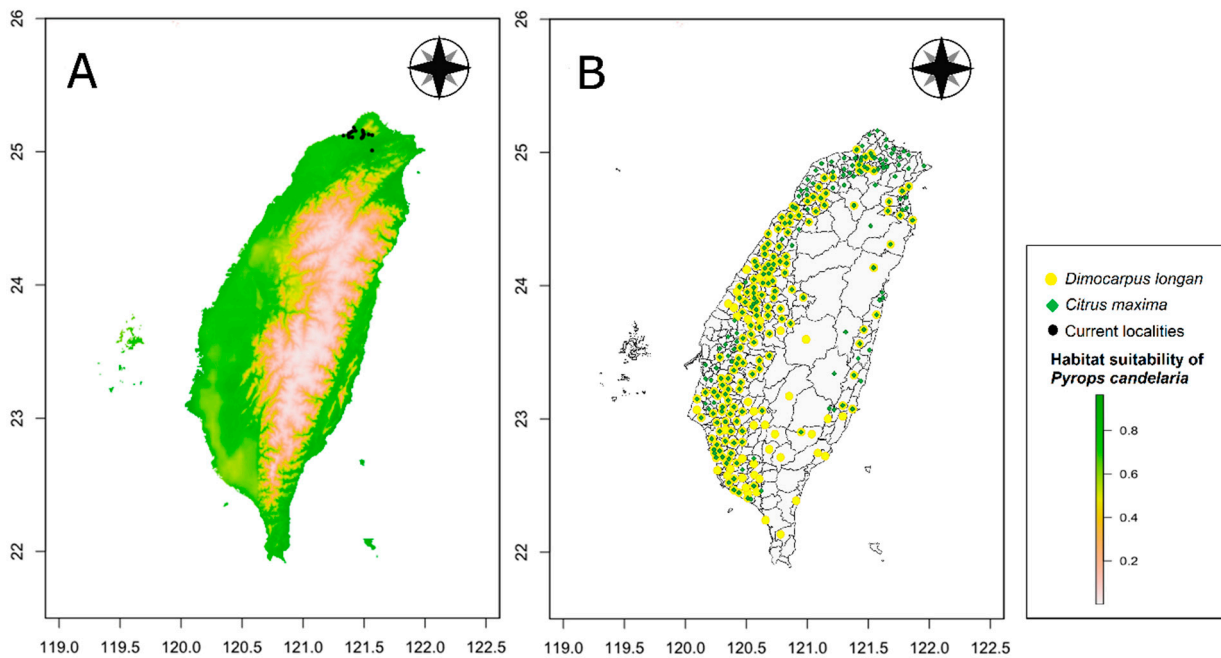 A
B
26
25
24
23
22
119.0 119.5 120.0 120.5 121.0 121.5 122.0 122.5
26
25
24
23
22
119.0 119.5 120.0 120.5 121.0 121.5 122.0 122.5
Dimocarpus longan
Citrus maxima
Current localities
Habitat suitability of
Pyrops candelaria
0.8
0.6
0.4
0.2